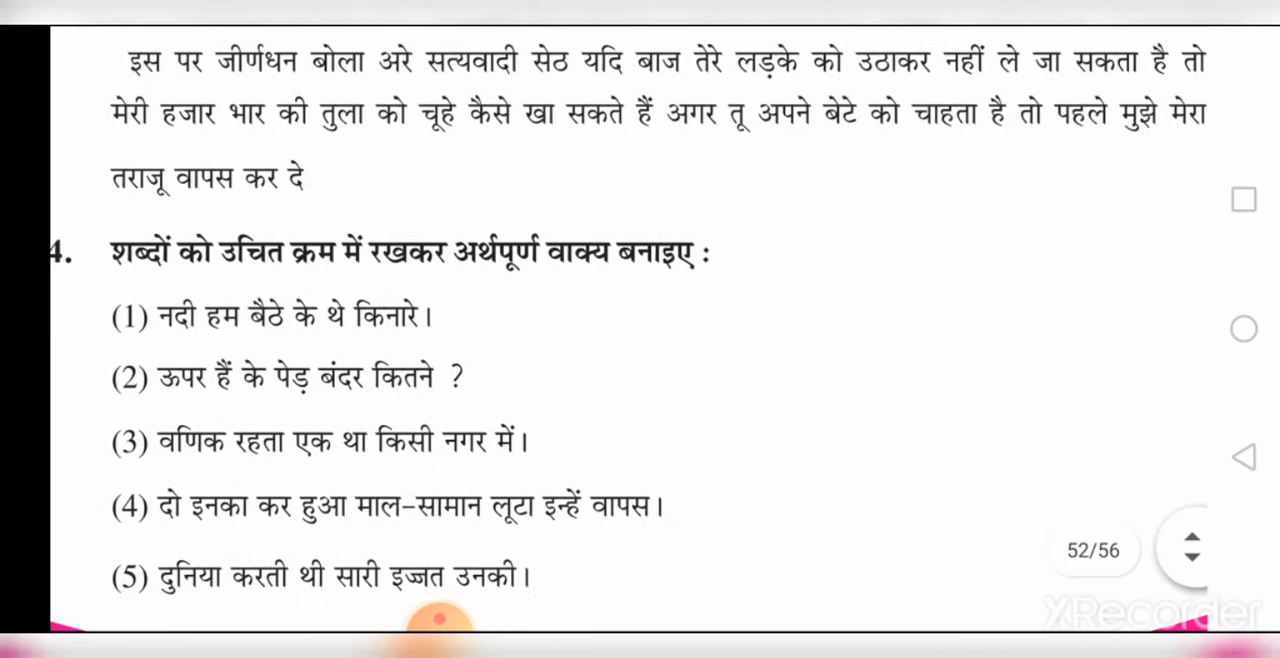 इस पर जीर्णधन बोला अरे सत्यवादी सेठ यदि बाज तेरे लड़के को उठाकर नहीं ले जा सकता है तो
मेरी हजार भार की तुला को चूहे कैसे खा सकते हैं अगर तू अपने बेटे को चाहता है तो पहले मुझे मेरा
तराजू वापस कर दे
4. शब्दों को उचित क्रम में रखकर अर्थपूर्ण वाक्य बनाइए :
(1) नदी हम बैठे के थे किनारे।
(2) ऊपर हैं के पेड़ बंदर कितने ?
(3) वणिक रहता एक था किसी नगर में।
(4) दो इनका कर हुआ माल-सामान लूटा इन्हें वापस।
(5) दुनिया करती थी सारी इज्जत उनकी।
52/56
XRecorder